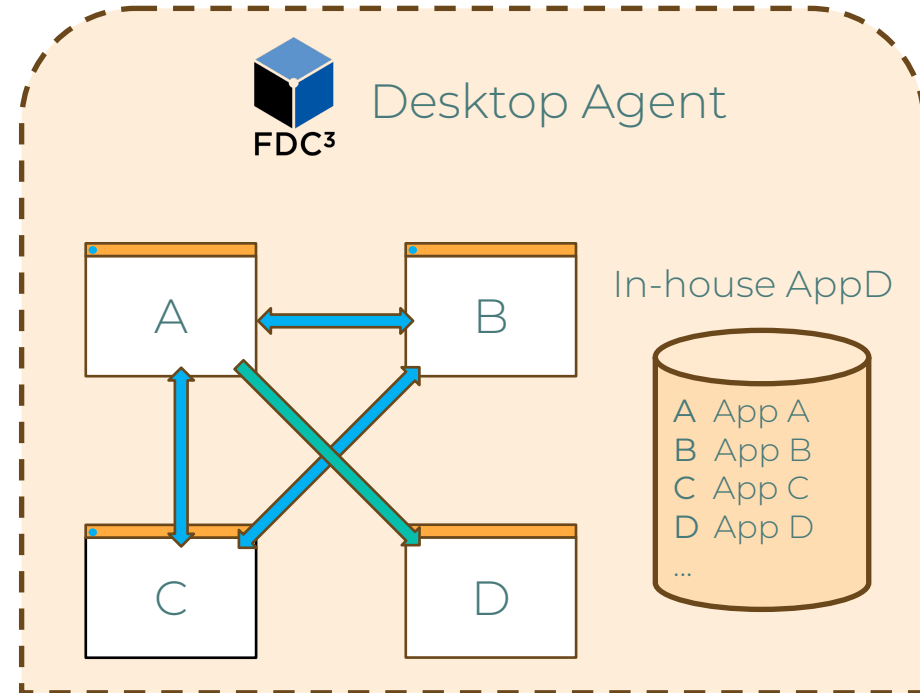 FDC³
Desktop Agent
A
B
In-house AppD
A App A
B App B
C App C
D App D
...
C
D